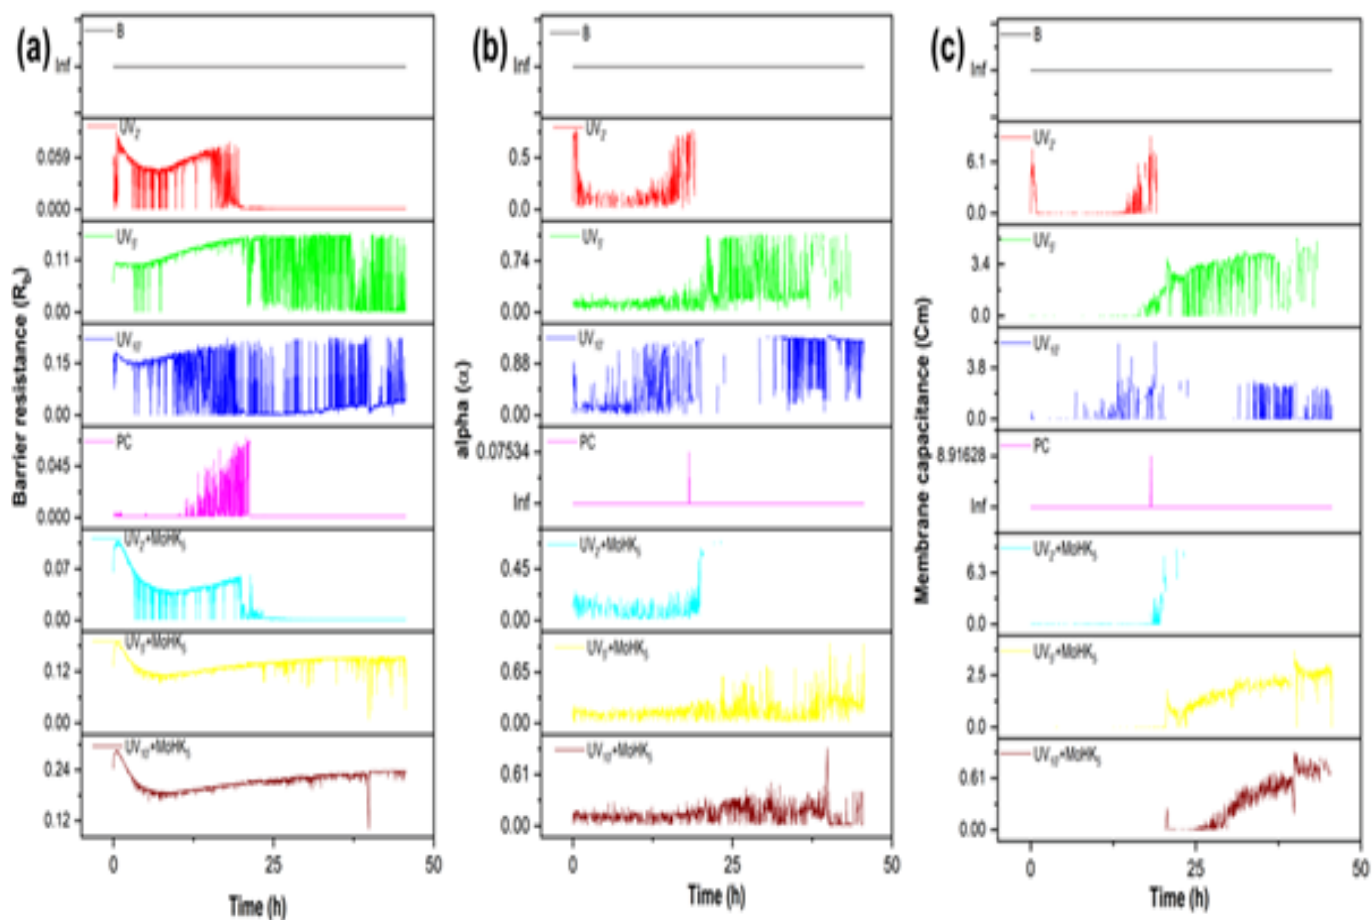 (a)
B
Inf
UV2'
0.059
0.000
UV5'
0.11
0.00
UV10'
0.15
0.00
PC
0.045
0.000
UV2'+MoHK5
0.07
0.00
UV5'+MoHK5
0.12
0.00
UV10'+MoHK5
0.24
0.12
0
25
50
Time (h)
Barrier resistance (Rb)
(b)
B
Inf
UV2'
0.5
0.0
UV5'
0.74
0.00
UV10'
0.88
0.00
PC
0.07534
Inf
UV2'+MoHK5
0.45
0.00
UV5'+MoHK5
0.65
0.00
UV10'+MoHK5
0.61
0.00
0
25
50
Time (h)
alpha (α)
(c)
B
Inf
UV2'
6.1
0.0
UV5'
3.4
0.0
UV10'
3.8
0.0
PC
8.91628
Inf
UV2'+MoHK5
6.3
0.0
UV5'+MoHK5
2.5
0.0
UV10'+MoHK5
0.61
0.00
0
25
50
Time (h)
Membrane capacitance (Cm)